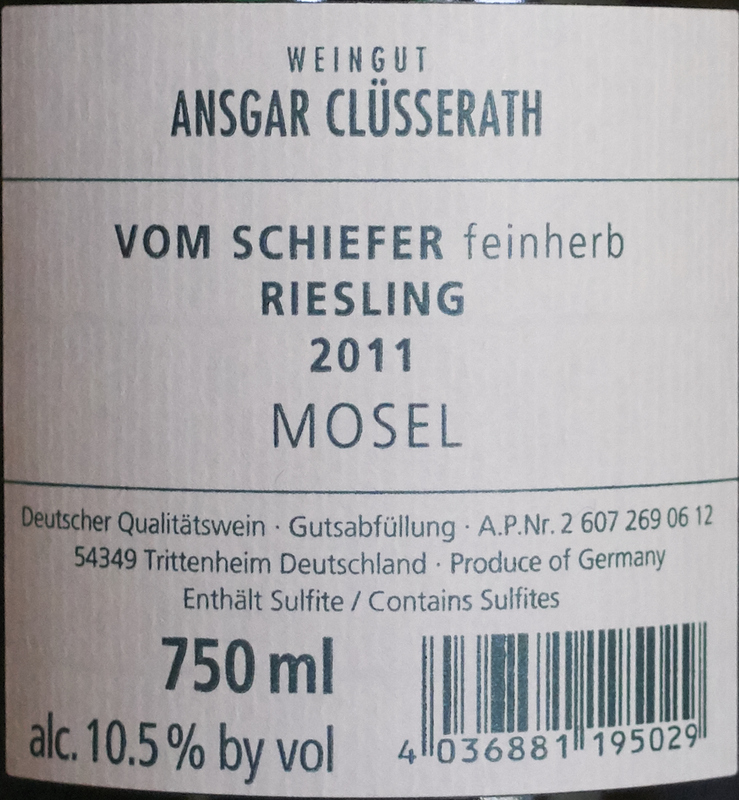 WEINGUT
ANSGAR CLÜSSERATH
VOM SCHIEFER feinherb
RIESLING
2011
MOSEL
Deutscher Qualitätswein · Gutsabfüllung · A.P.Nr. 2 607 269 06 12
54349 Trittenheim Deutschland · Produce of Germany
Enthält Sulfite / Contains Sulfites
750 ml
alc. 10.5 % by vol
4 036881 195029